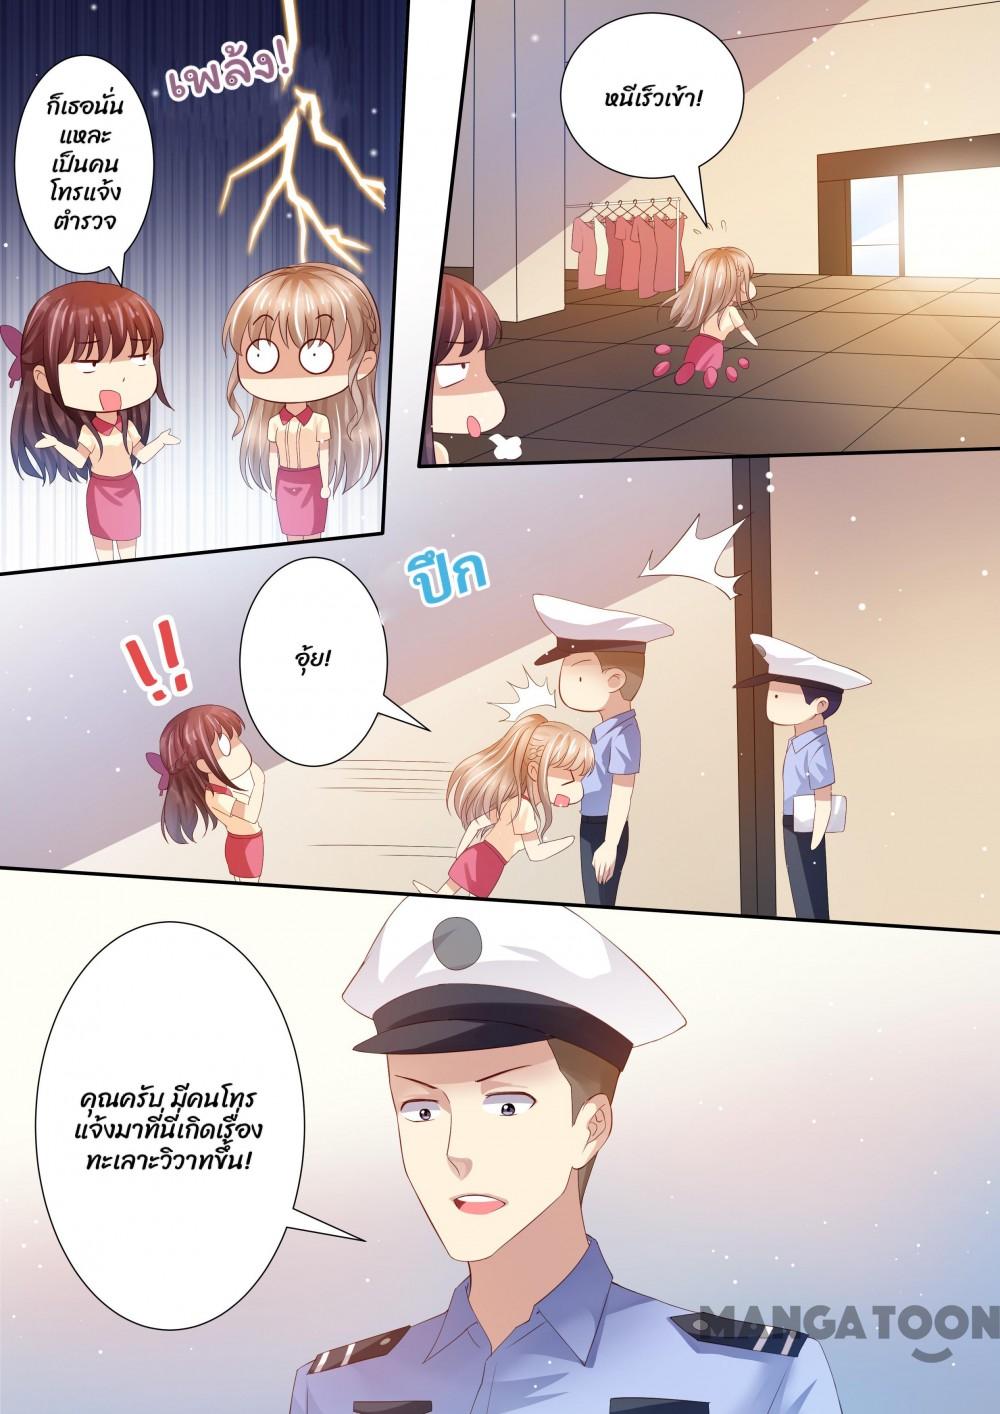 ก็เธอนั่น
แหละ
เป็นคน
โทรแจ้ง
ตำรวจ
เพล้ง!
หนีเร็วเข้า!
อุ้ย!
ปึก
!!
คุณครับ มีคนโทร
แจ้งมาที่นี่เกิดเรื่อง
ทะเลาะวิวาทขึ้น!
MANGATOON